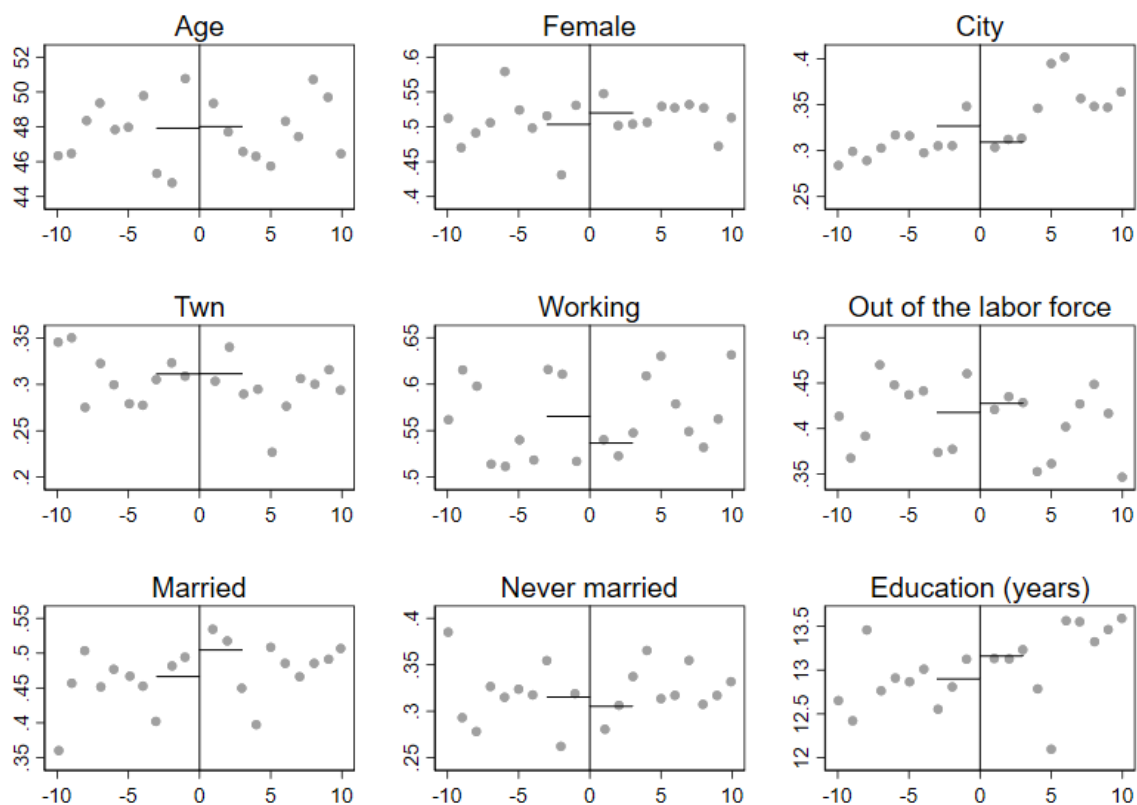 Age
Female
City
44 46 48 50 52
.4 .45 .5 .55 .6
.25 .3 .35 .4
-10 -5 0 5 10
-10 -5 0 5 10
-10 -5 0 5 10
Twn
Working
Out of the labor force
.2 .25 .3 .35
.5 .55 .6 .65
.35 .4 .45 .5
-10 -5 0 5 10
-10 -5 0 5 10
-10 -5 0 5 10
Married
Never married
Education (years)
.35 .4 .45 .5 .55
.25 .3 .35 .4
12 12.5 13 13.5
-10 -5 0 5 10
-10 -5 0 5 10
-10 -5 0 5 10